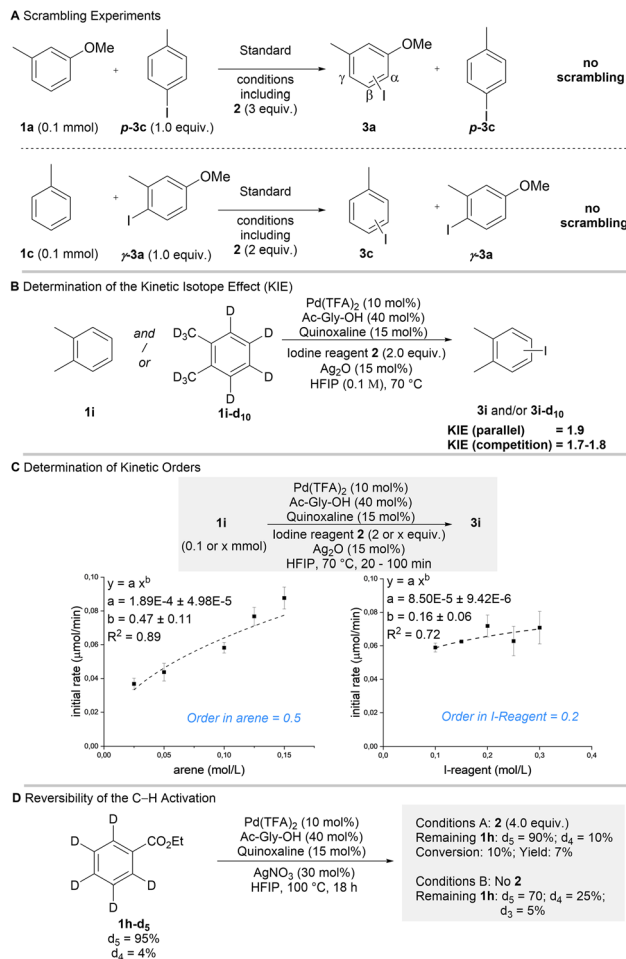 A Scrambling Experiments
OMe
+
I
Standard
conditions
including
2 (3 equiv.)
γ
β
α
I
OMe
+
I
no
scrambling
1a (0.1 mmol)
p-3c (1.0 equiv.)
3a
p-3c
+
I
OMe
Standard
conditions
including
2 (2 equiv.)
I
+
I
OMe
no
scrambling
1c (0.1 mmol)
γ-3a (1.0 equiv.)
3c
γ-3a
B Determination of the Kinetic Isotope Effect (KIE)
and
/
or
D3C
D3C
D
D
D
D
Pd(TFA)2 (10 mol%)
Ac-Gly-OH (40 mol%)
Quinoxaline (15 mol%)
Iodine reagent 2 (2.0 equiv.)
Ag2O (15 mol%)
HFIP (0.1 M), 70 °C
I
1i
1i-d10
3i and/or 3i-d10
KIE (parallel) = 1.9
KIE (competition) = 1.7-1.8
C Determination of Kinetic Orders
1i
(0.1 or x mmol)
Pd(TFA)2 (10 mol%)
Ac-Gly-OH (40 mol%)
Quinoxaline (15 mol%)
Iodine reagent 2 (2 or x equiv.)
Ag2O (15 mol%)
HFIP, 70 °C, 20 - 100 min
3i
y = a x^b
a = 1.89E-4 ± 4.98E-5
b = 0.47 ± 0.11
R2 = 0.89
Order in arene = 0.5
initial rate (μmol/min)
0,10
0,08
0,06
0,04
0,02
0,00
0,00 0,05 0,10 0,15
arene (mol/L)
y = a x^b
a = 8.50E-5 ± 9.42E-6
b = 0.16 ± 0.06
R2 = 0.72
Order in I-Reagent = 0.2
initial rate (μmol/min)
0,10
0,08
0,06
0,04
0,02
0,00
0,0 0,1 0,2 0,3 0,4
I-reagent (mol/L)
D Reversibility of the C–H Activation
D
D
D
D
D
CO2Et
1h-d5
d5 = 95%
d4 = 4%
Pd(TFA)2 (10 mol%)
Ac-Gly-OH (40 mol%)
Quinoxaline (15 mol%)
AgNO3 (30 mol%)
HFIP, 100 °C, 18 h
Conditions A: 2 (4.0 equiv.)
Remaining 1h: d5 = 90%; d4 = 10%
Conversion: 10%; Yield: 7%
Conditions B: No 2
Remaining 1h: d5 = 70; d4 = 25%;
d3 = 5%